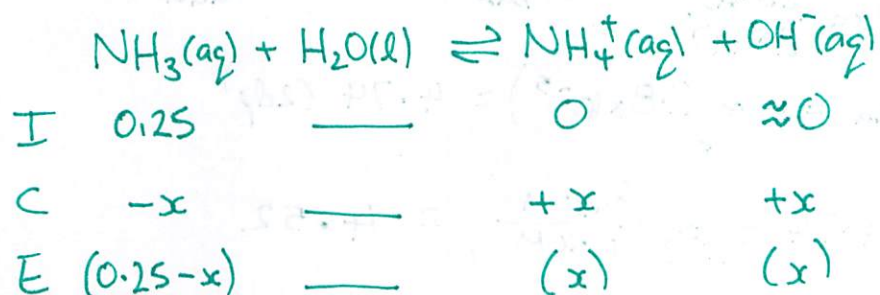 NH₃(aq) + H₂O(l) ⇌ NH₄⁺(aq) + OH⁻(aq)
I 0.25 —— 0 ≈0
C -x —— +x +x
E (0.25-x) —— (x) (x)